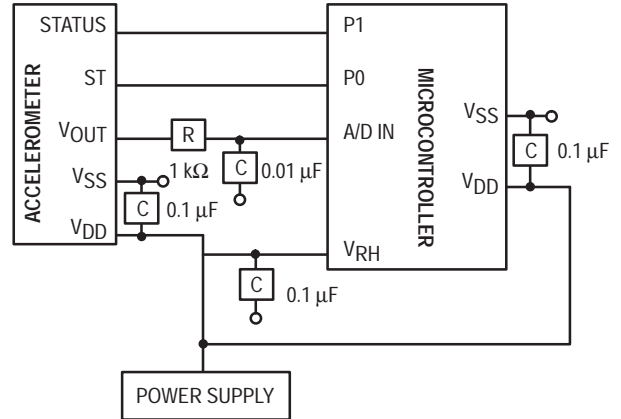 STATUS
ST
VOUT
VSS
VDD
ACCELEROMETER
R
1 kΩ
C
0.01 µF
C
0.1 µF
C
0.1 µF
P1
P0
A/D IN
VRH
MICROCONTROLLER
VSS
VDD
C
0.1 µF
POWER SUPPLY